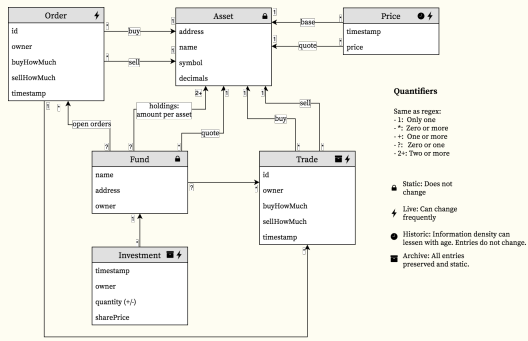 Order
id
owner
buyHowMuch
sellHowMuch
timestamp
buy
sell
Asset
address
name
symbol
decimals
base
quote
Price
timestamp
price
open orders
holdings:
amount per asset
2+
quote
buy
sell
Fund
name
address
owner
Trade
id
owner
buyHowMuch
sellHowMuch
timestamp
Investment
timestamp
owner
quantity (+/-)
sharePrice
Quantifiers
Same as regex:
- 1: Only one
- *: Zero or more
- +: One or more
- ?: Zero or one
- 2+: Two or more
Static: Does not
change
Live: Can change
frequently
Historic: Information density can
lessen with age. Entries do not change.
Archive: All entries
preserved and static.